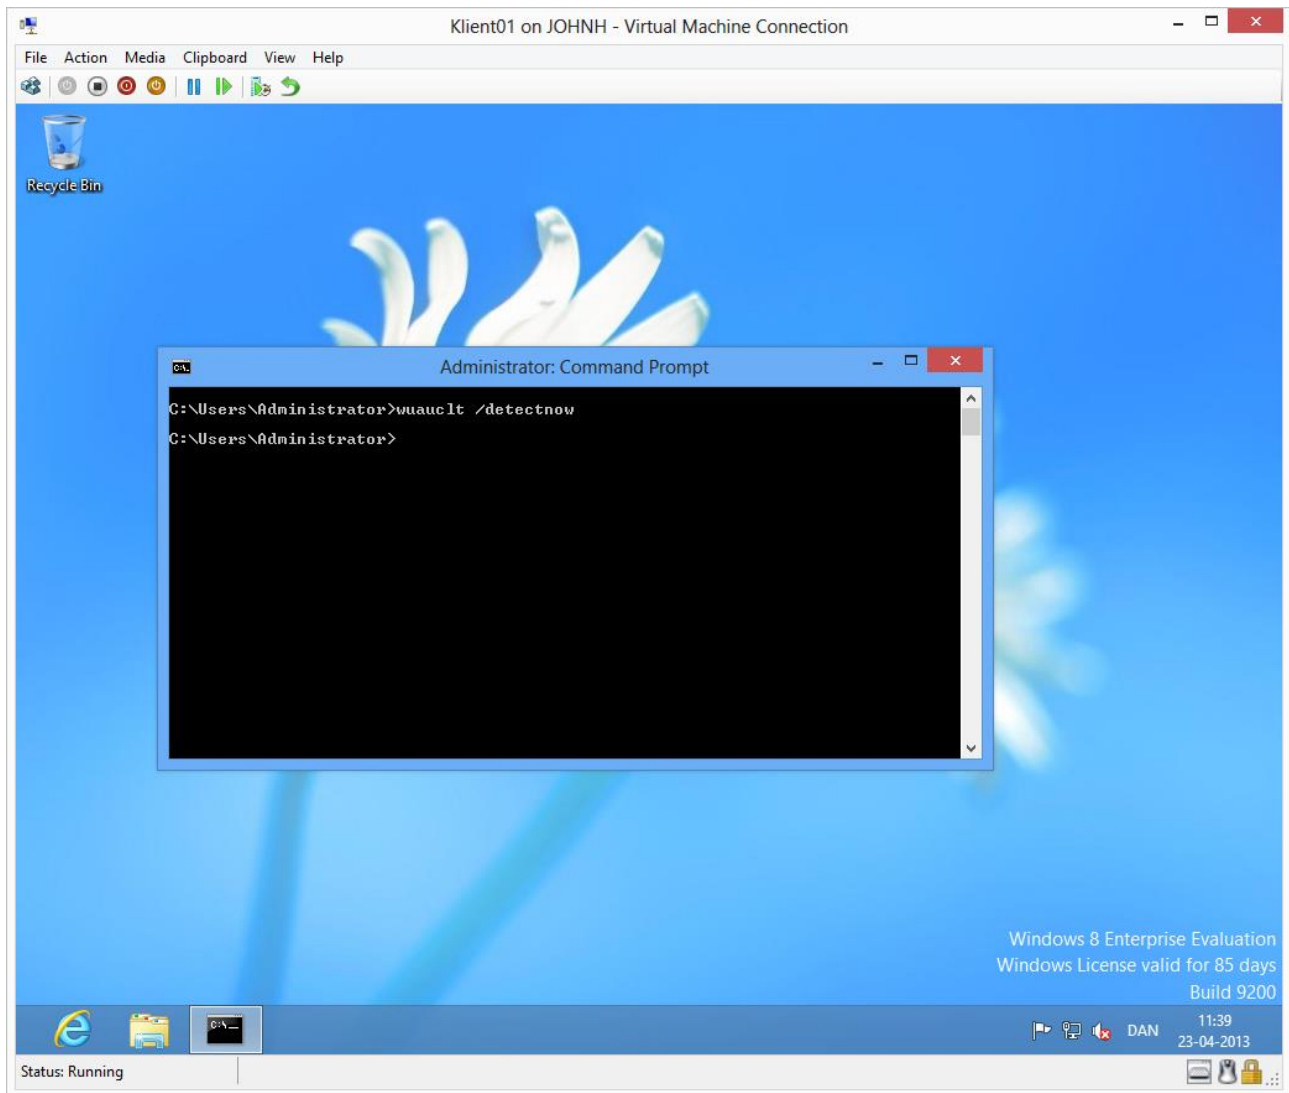 Klient01 on JOHNH - Virtual Machine Connection
File Action Media Clipboard View Help
Recycle Bin
Administrator: Command Prompt
C:\Users\Administrator>wuauclt /detectnow
C:\Users\Administrator>
Windows 8 Enterprise Evaluation
Windows License valid for 85 days
Build 9200
DAN
11:39
23-04-2013
Status: Running